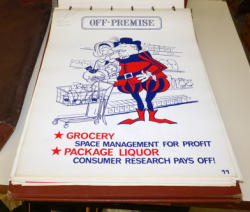 OFF-PREMISE
★ GROCERY
SPACE MANAGEMENT FOR PROFIT
★ PACKAGE LIQUOR
CONSUMER RESEARCH PAYS OFF!